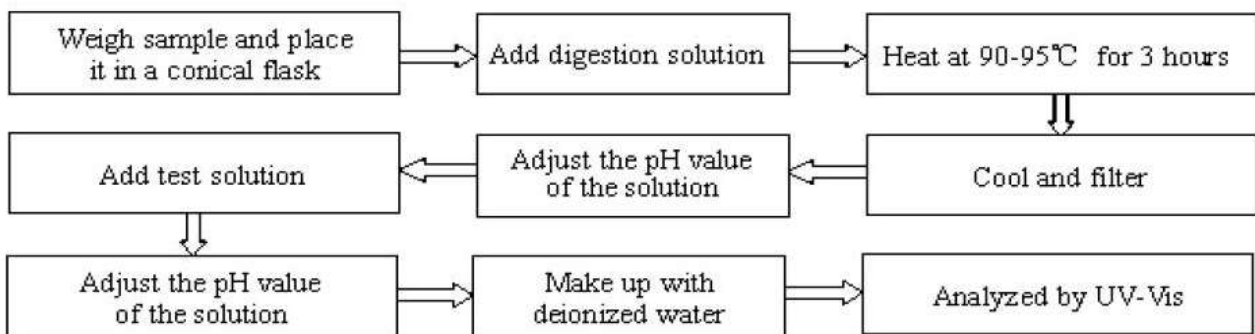 Weigh sample and place
it in a conical flask
Add digestion solution
Heat at 90-95℃ for 3 hours
Cool and filter
Adjust the pH value
of the solution
Add test solution
Adjust the pH value
of the solution
Make up with
deionized water
Analyzed by UV-Vis